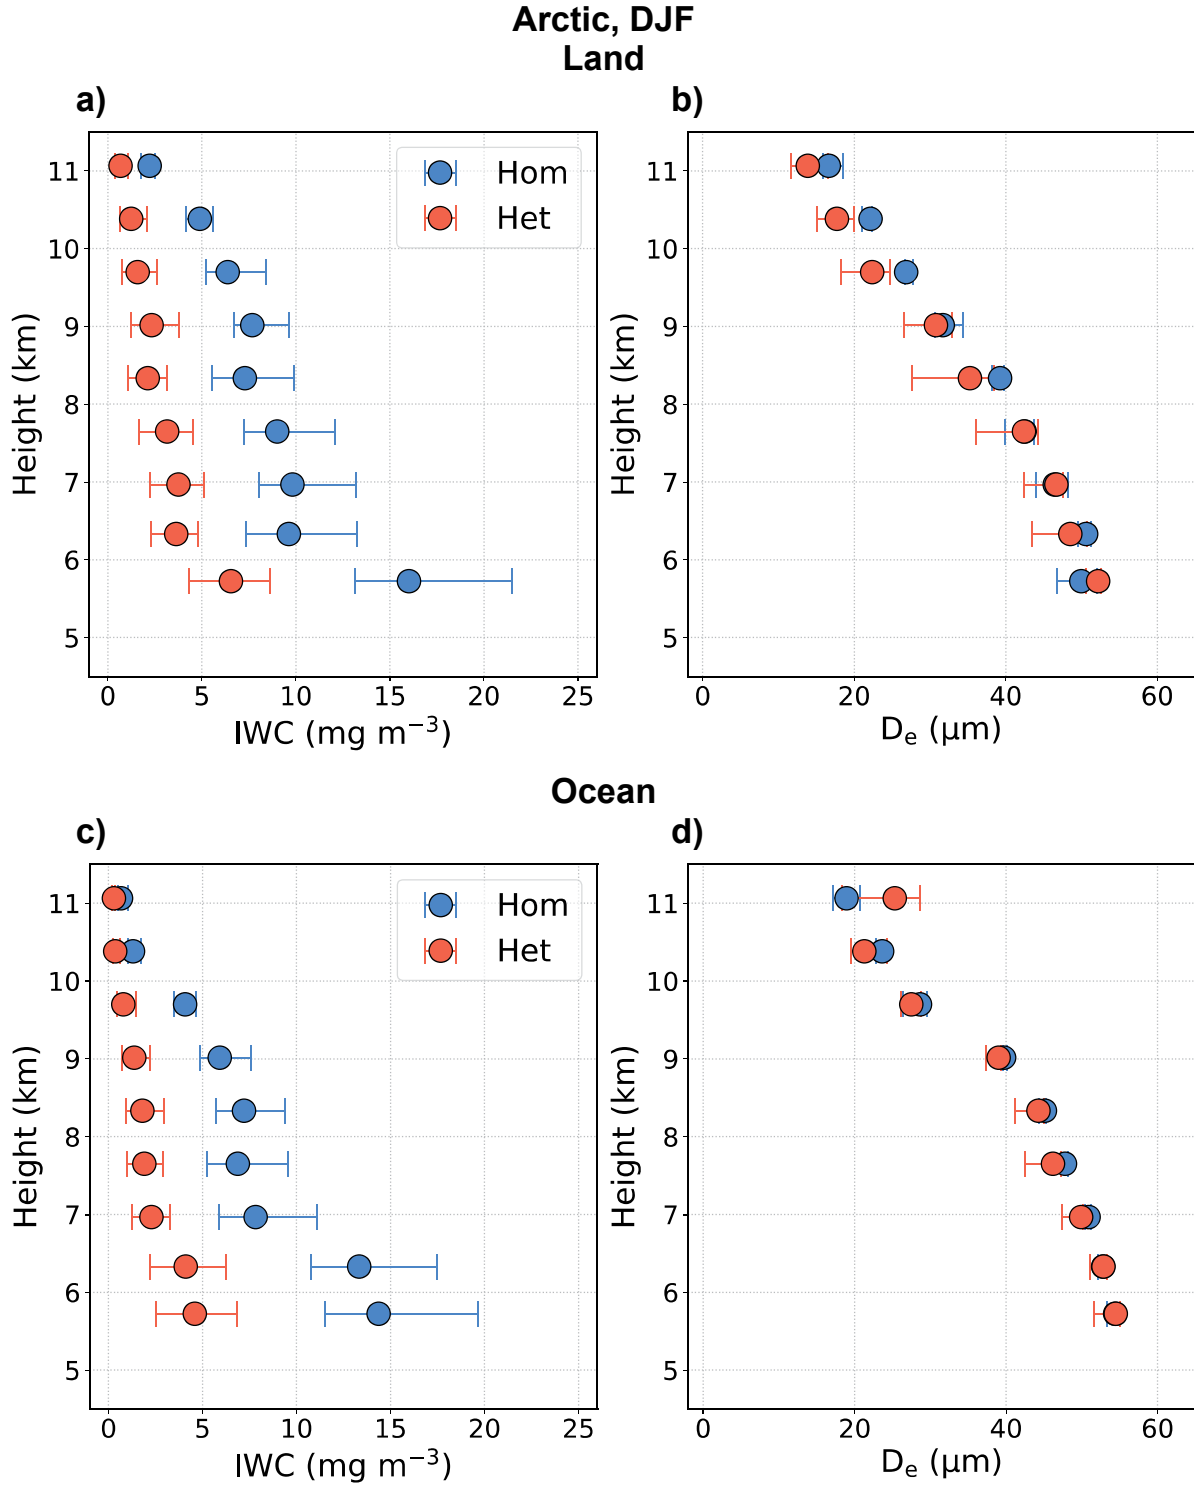 Arctic, DJF
Land
a)
b)
Hom
Het
11
10
9
8
7
6
5
Height (km)
0 5 10 15 20 25
IWC (mg m⁻³)
11
10
9
8
7
6
5
Height (km)
0 20 40 60
Dₑ (μm)
Ocean
c)
d)
Hom
Het
11
10
9
8
7
6
5
Height (km)
0 5 10 15 20 25
IWC (mg m⁻³)
11
10
9
8
7
6
5
Height (km)
0 20 40 60
Dₑ (μm)